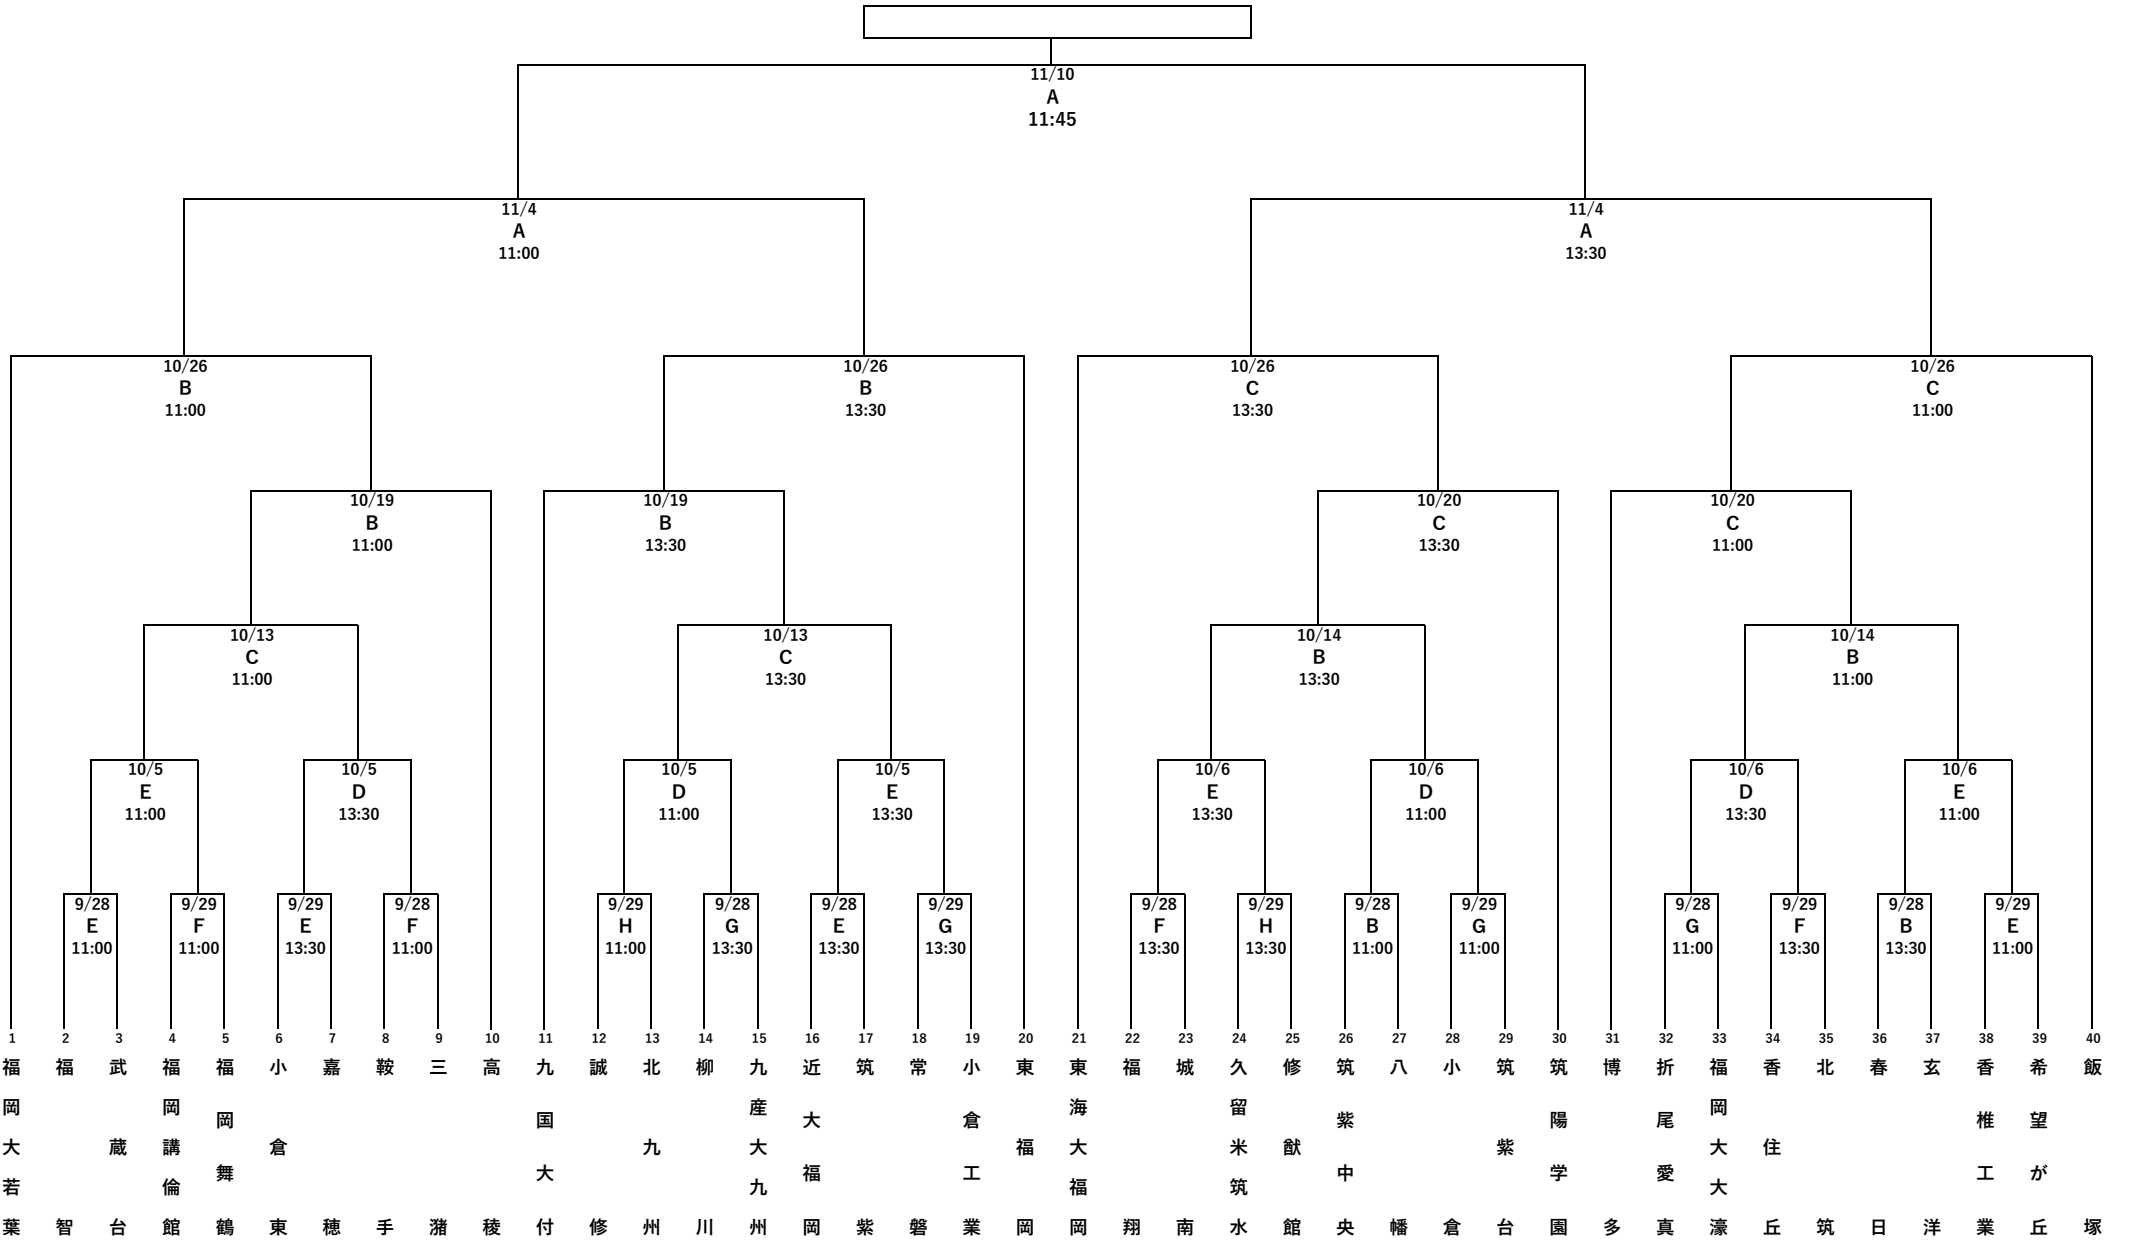 11/10
A
11:45
11/4
A
11:00
11/4
A
13:30
10/26
B
11:00
10/26
B
13:30
10/26
C
13:30
10/26
C
11:00
10/19
B
11:00
10/19
B
13:30
10/20
C
13:30
10/20
C
11:00
10/13
C
11:00
10/13
C
13:30
10/14
B
13:30
10/14
B
11:00
10/5
E
11:00
10/5
D
13:30
10/5
D
11:00
10/5
E
13:30
10/6
E
13:30
10/6
D
11:00
10/6
D
13:30
10/6
E
11:00
9/28
E
11:00
9/29
F
11:00
9/29
E
13:30
9/28
F
11:00
9/29
H
11:00
9/28
G
13:30
9/28
E
13:30
9/29
G
13:30
9/28
F
13:30
9/29
H
13:30
9/28
B
11:00
9/29
G
11:00
9/28
G
11:00
9/29
F
13:30
9/28
B
13:30
9/29
E
11:00
1
福岡大若葉
2
福智
3
武蔵台
4
福岡講倫館
5
福岡舞鶴
6
小倉東
7
嘉穂
8
鞍手
9
三潴
10
高稜
11
九国大付
12
誠修
13
北九州
14
柳川
15
九産大九州
16
近大福岡
17
筑紫
18
常磐
19
小倉工業
20
東福岡
21
東海大福岡
22
福翔
23
城南
24
久留米筑水
25
修猷館
26
筑紫中央
27
八幡
28
小倉
29
筑紫台
30
筑陽学園
31
博多
32
折尾愛真
33
福岡大大濠
34
香住丘
35
北筑
36
春日
37
玄洋
38
香椎工業
39
希望が丘
40
飯塚